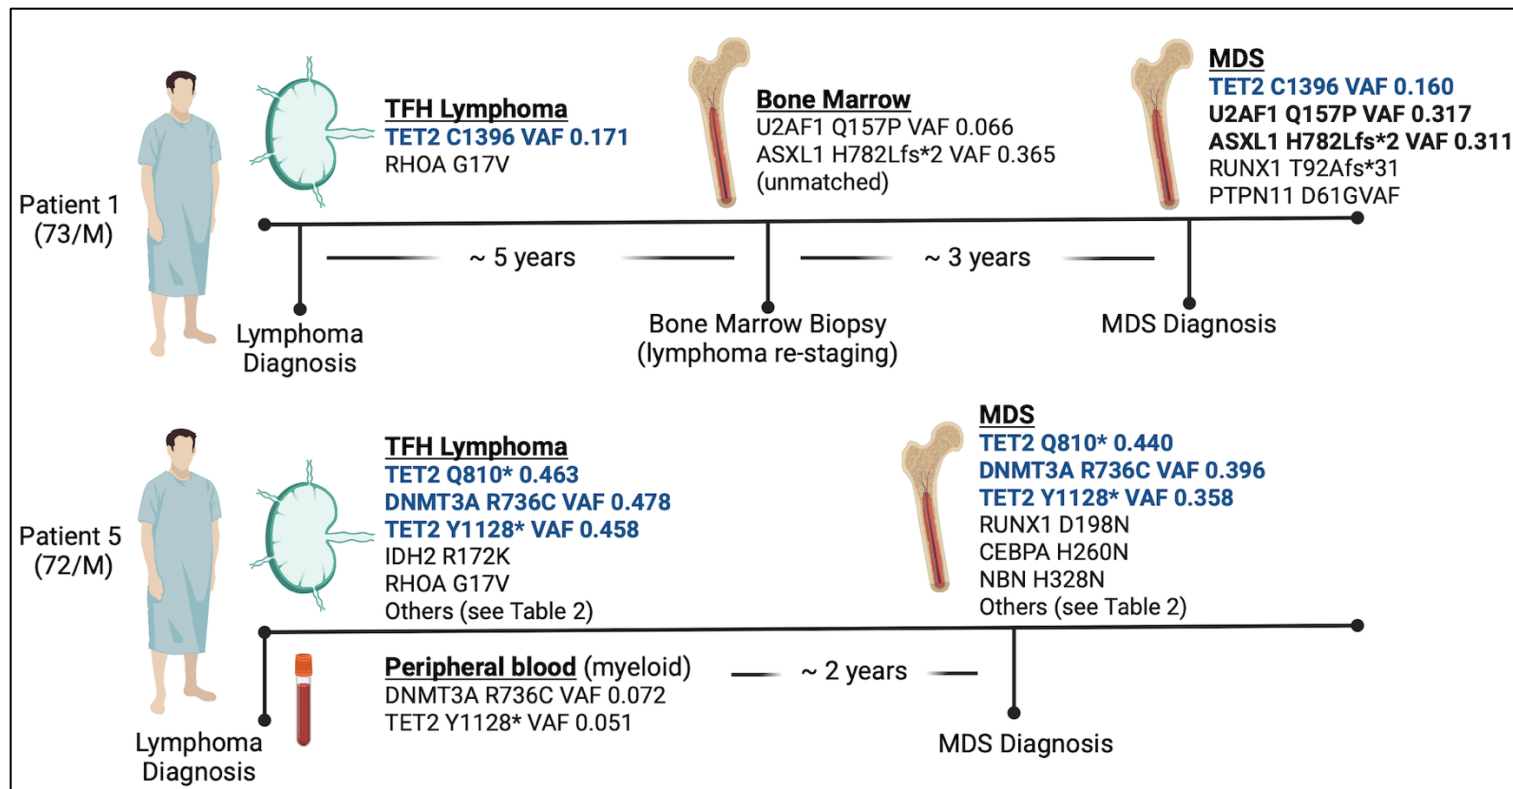 Patient 1
(73/M)
TFH Lymphoma
TET2 C1396 VAF 0.171
RHOA G17V
Bone Marrow
U2AF1 Q157P VAF 0.066
ASXL1 H782Lfs*2 VAF 0.365
(unmatched)
MDS
TET2 C1396 VAF 0.160
U2AF1 Q157P VAF 0.317
ASXL1 H782Lfs*2 VAF 0.311
RUNX1 T92Afs*31
PTPN11 D61GVAF
~ 5 years
~ 3 years
Lymphoma
Diagnosis
Bone Marrow Biopsy
(lymphoma re-staging)
MDS Diagnosis
Patient 5
(72/M)
TFH Lymphoma
TET2 Q810* 0.463
DNMT3A R736C VAF 0.478
TET2 Y1128* VAF 0.458
IDH2 R172K
RHOA G17V
Others (see Table 2)
MDS
TET2 Q810* 0.440
DNMT3A R736C VAF 0.396
TET2 Y1128* VAF 0.358
RUNX1 D198N
CEBPA H260N
NBN H328N
Others (see Table 2)
Peripheral blood (myeloid)
DNMT3A R736C VAF 0.072
TET2 Y1128* VAF 0.051
~ 2 years
Lymphoma
Diagnosis
MDS Diagnosis